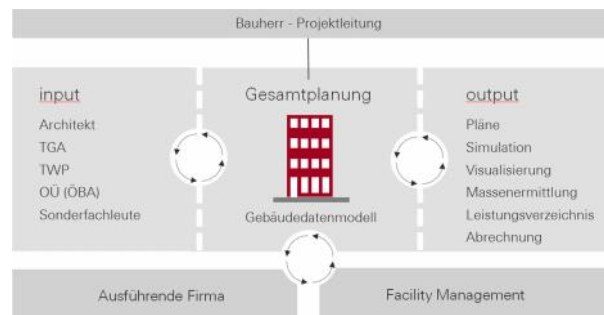 Bauherr - Projektleitung
input
Architekt
TGA
TWP
OÜ (ÖBA)
Sonderfachleute
Gesamtplanung
Gebäudedatenmodell
output
Pläne
Simulation
Visualisierung
Massenermittlung
Leistungsverzeichnis
Abrechnung
Ausführende Firma
Facility Management